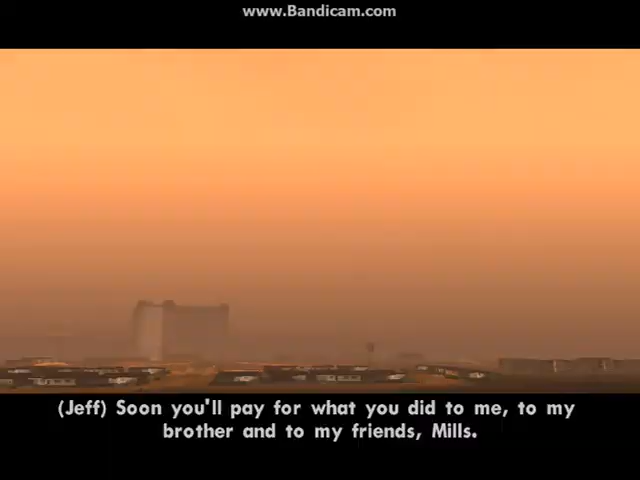 www.Bandicam.com
(Jeff) Soon you'll pay for what you did to me, to my
brother and to my friends, Mills.